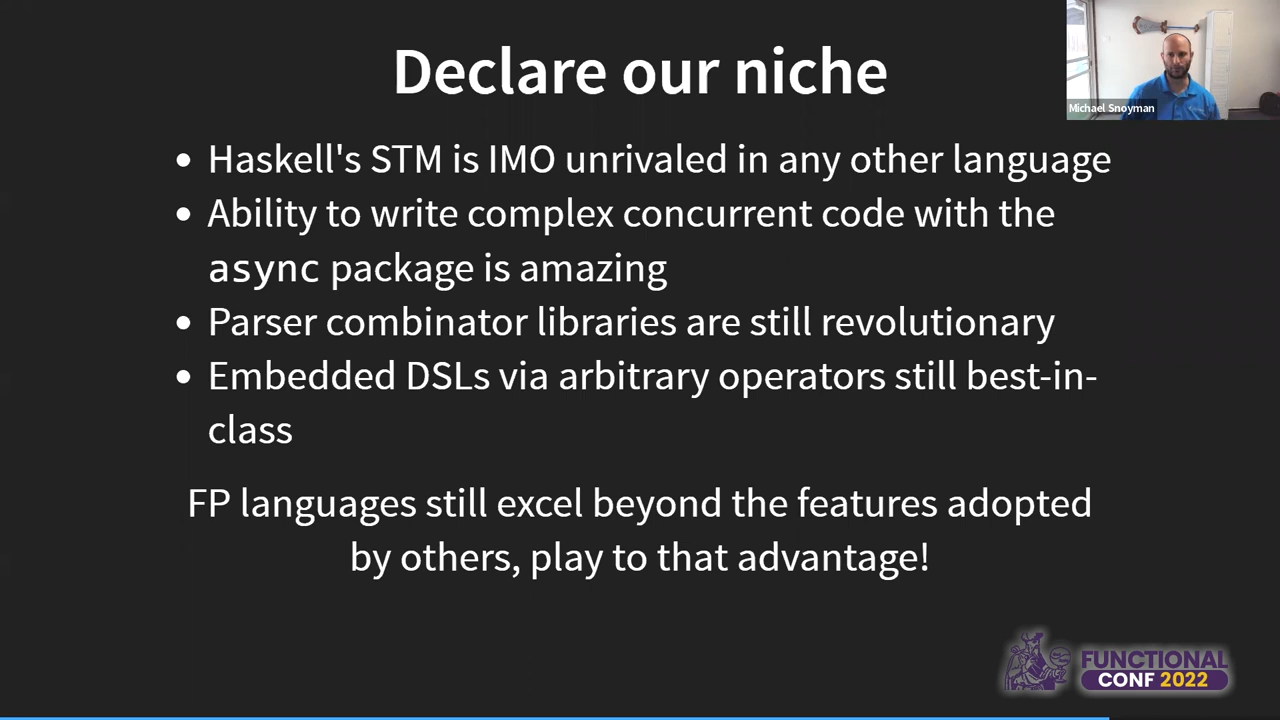 Declare our niche
Michael Snoyman
Haskell's STM is IMO unrivaled in any other language
Ability to write complex concurrent code with the
async package is amazing
Parser combinator libraries are still revolutionary
Embedded DSLs via arbitrary operators still best-in-
class
FP languages still excel beyond the features adopted
by others, play to that advantage!
FUNCTIONAL
CONF 2022